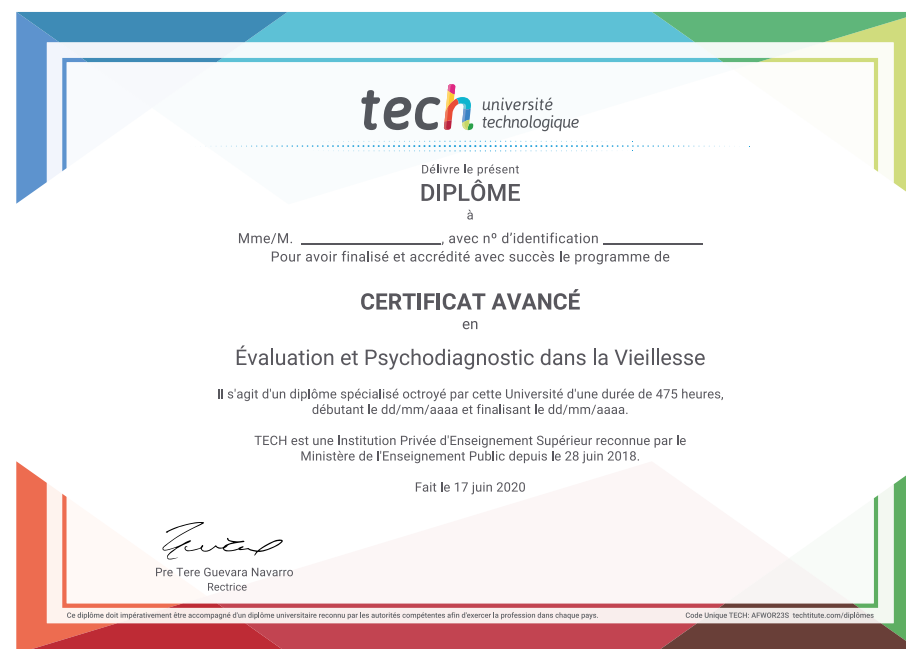 tech université
technologique
Délivre le présent
DIPLÔME
à
Mme/M. ____________________, avec nº d'identification ______________
Pour avoir finalisé et accrédité avec succès le programme de
CERTIFICAT AVANCÉ
en
Évaluation et Psychodiagnostic dans la Vieillesse
Il s'agit d'un diplôme spécialisé octroyé par cette Université d'une durée de 475 heures,
débutant le dd/mm/aaaa et finalisant le dd/mm/aaaa.
TECH est une Institution Privée d'Enseignement Supérieur reconnue par le
Ministère de l'Enseignement Public depuis le 28 juin 2018.
Fait le 17 juin 2020
Pre Tere Guevara Navarro
Rectrice
Ce diplôme doit impérativement être accompagné d'un diplôme universitaire reconnu par les autorités compétentes afin d'exercer la profession dans chaque pays.
Code Unique TECH: AFWOR23S techtitute.com/diplômes